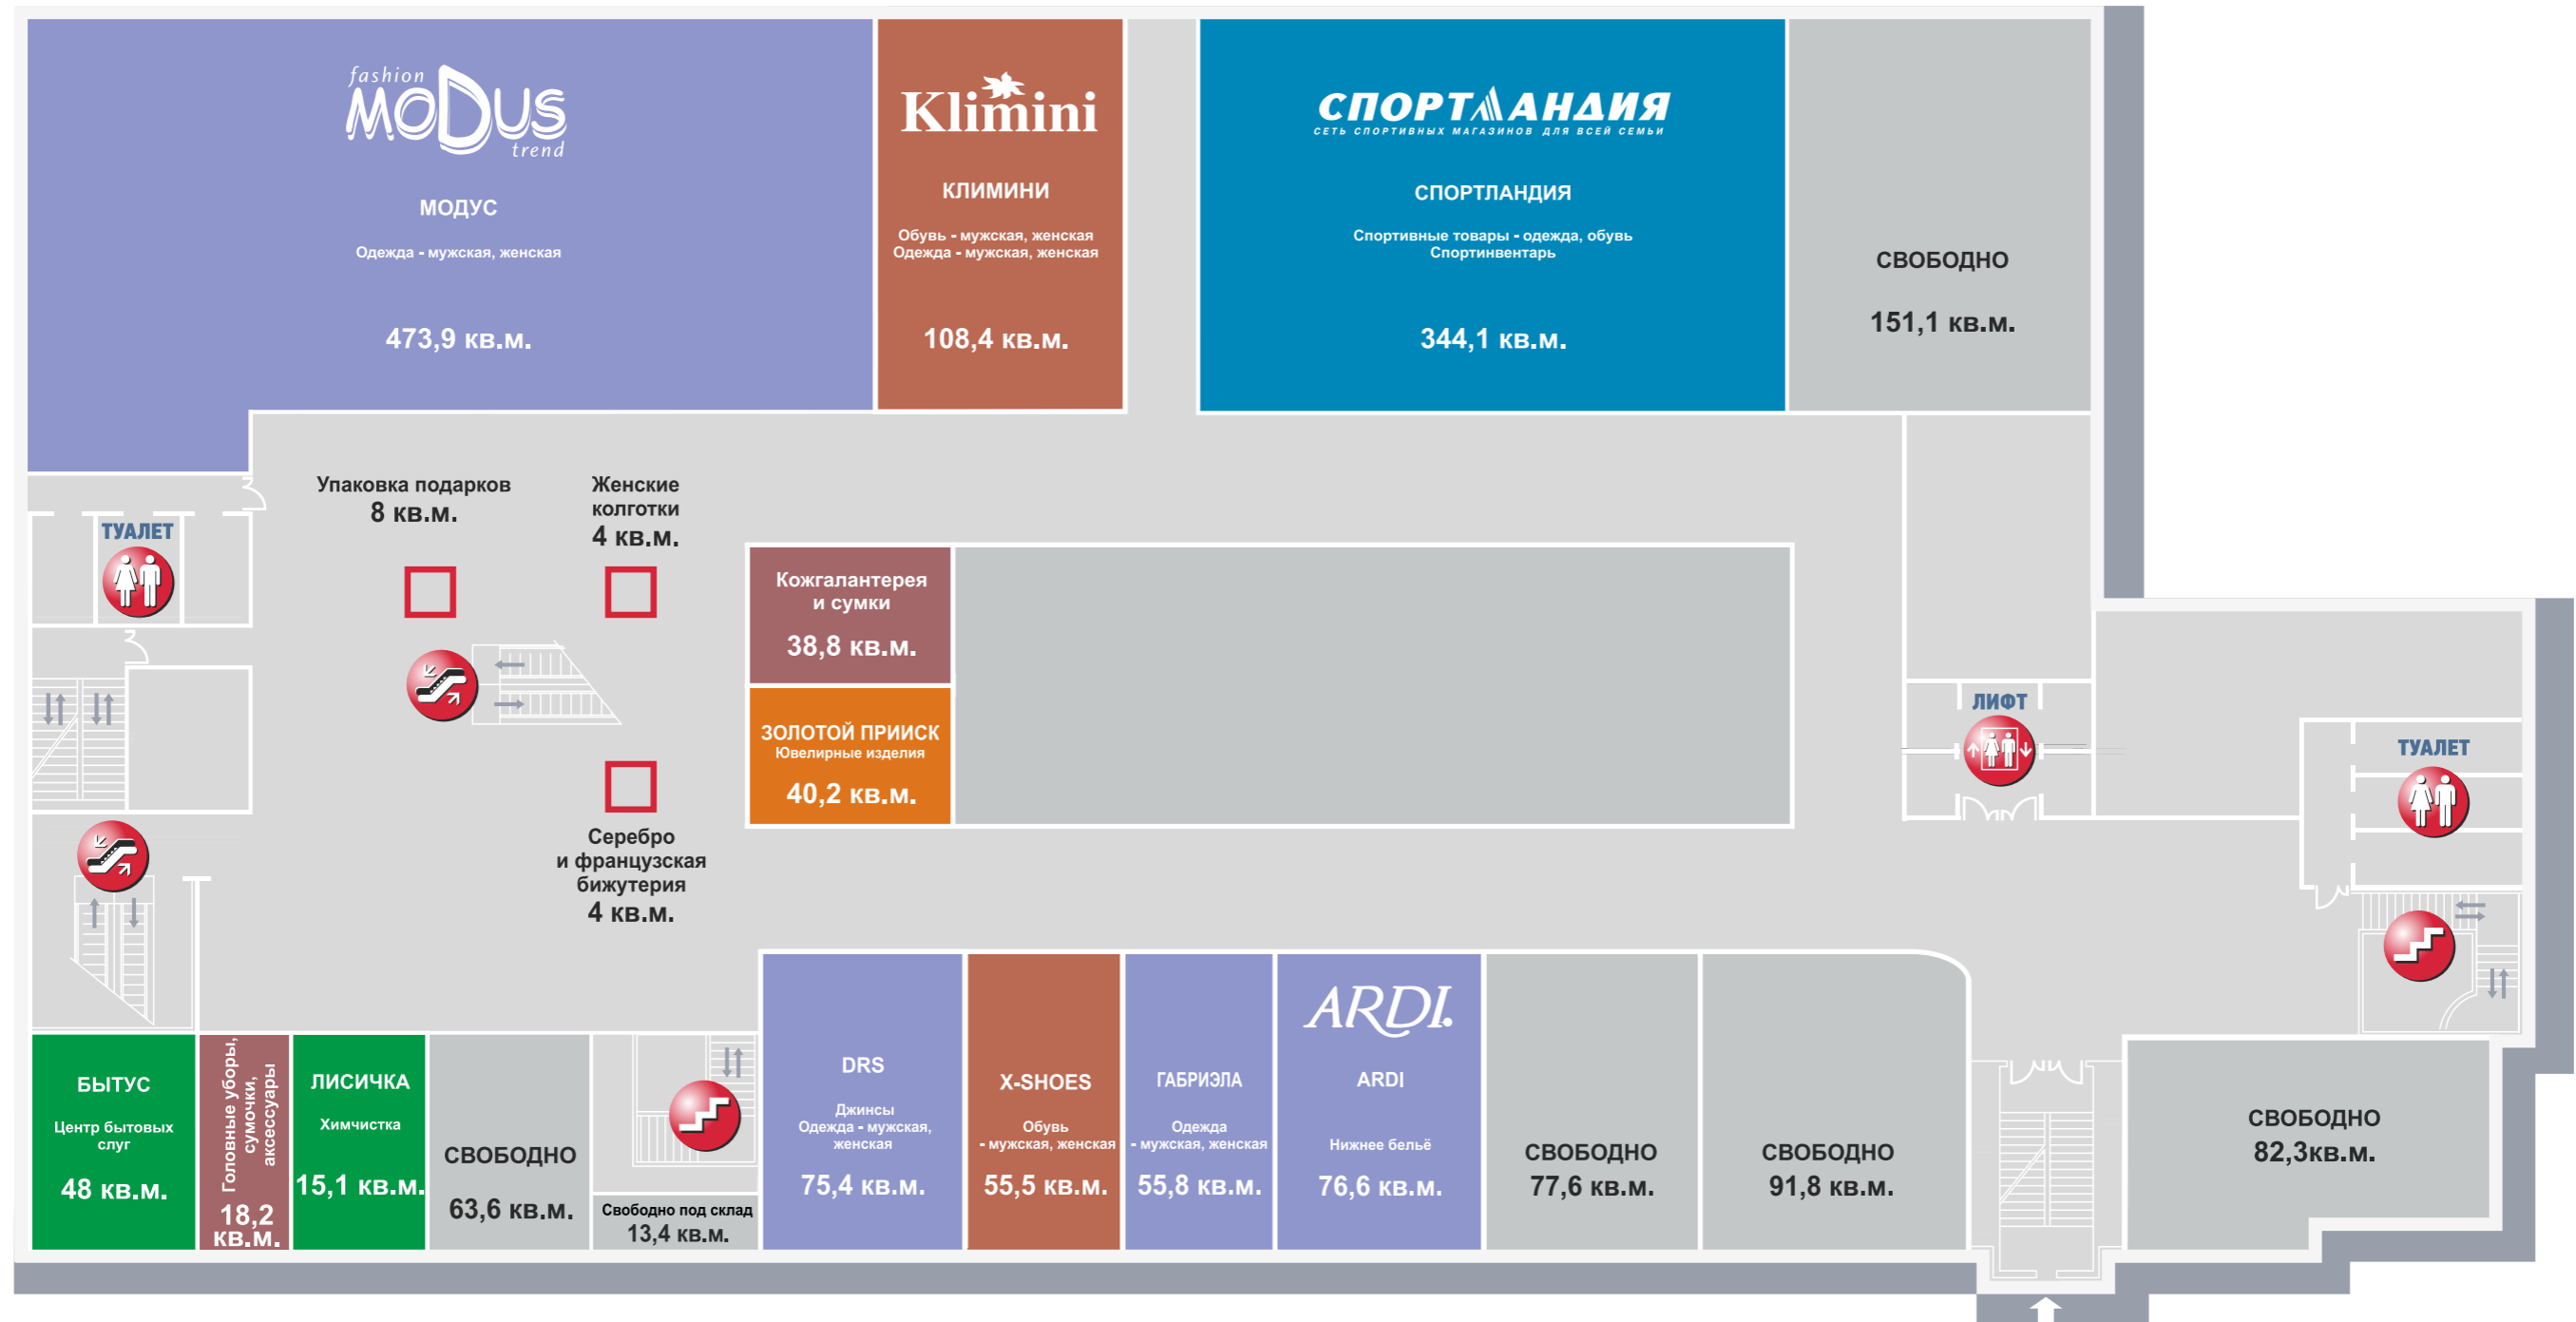 fashion
MODUS
trend
МОДУС
Одежда - мужская, женская
473,9 кв.м.
Klimini
КЛИМИНИ
Обувь - мужская, женская
Одежда - мужская, женская
108,4 кв.м.
СПОРТЛАНДИЯ
СЕТЬ СПОРТИВНЫХ МАГАЗИНОВ ДЛЯ ВСЕЙ СЕМЬИ
СПОРТЛАНДИЯ
Спортивные товары - одежда, обувь
Спортинвентарь
344,1 кв.м.
СВОБОДНО
151,1 кв.м.
ТУАЛЕТ
Упаковка подарков
8 кв.м.
Женские
колготки
4 кв.м.
Кожгалантерея
и сумки
38,8 кв.м.
ЗОЛОТОЙ ПРИИСК
Ювелирные изделия
40,2 кв.м.
ЛИФТ
ТУАЛЕТ
Серебро
и французская
бижутерия
4 кв.м.
БЫТУС
Центр бытовых
слуг
48 кв.м.
Головные уборы,
сумочки,
аксессуары
18,2
кв.м.
ЛИСИЧКА
Химчистка
15,1 кв.м.
СВОБОДНО
63,6 кв.м.
Свободно под склад
13,4 кв.м.
DRS
Джинсы
Одежда - мужская,
женская
75,4 кв.м.
X-SHOES
Обувь
- мужская, женская
55,5 кв.м.
ГАБРИЭЛА
Одежда
- мужская, женская
55,8 кв.м.
ARDI.
ARDI
Нижнее бельё
76,6 кв.м.
СВОБОДНО
77,6 кв.м.
СВОБОДНО
91,8 кв.м.
СВОБОДНО
82,3кв.м.